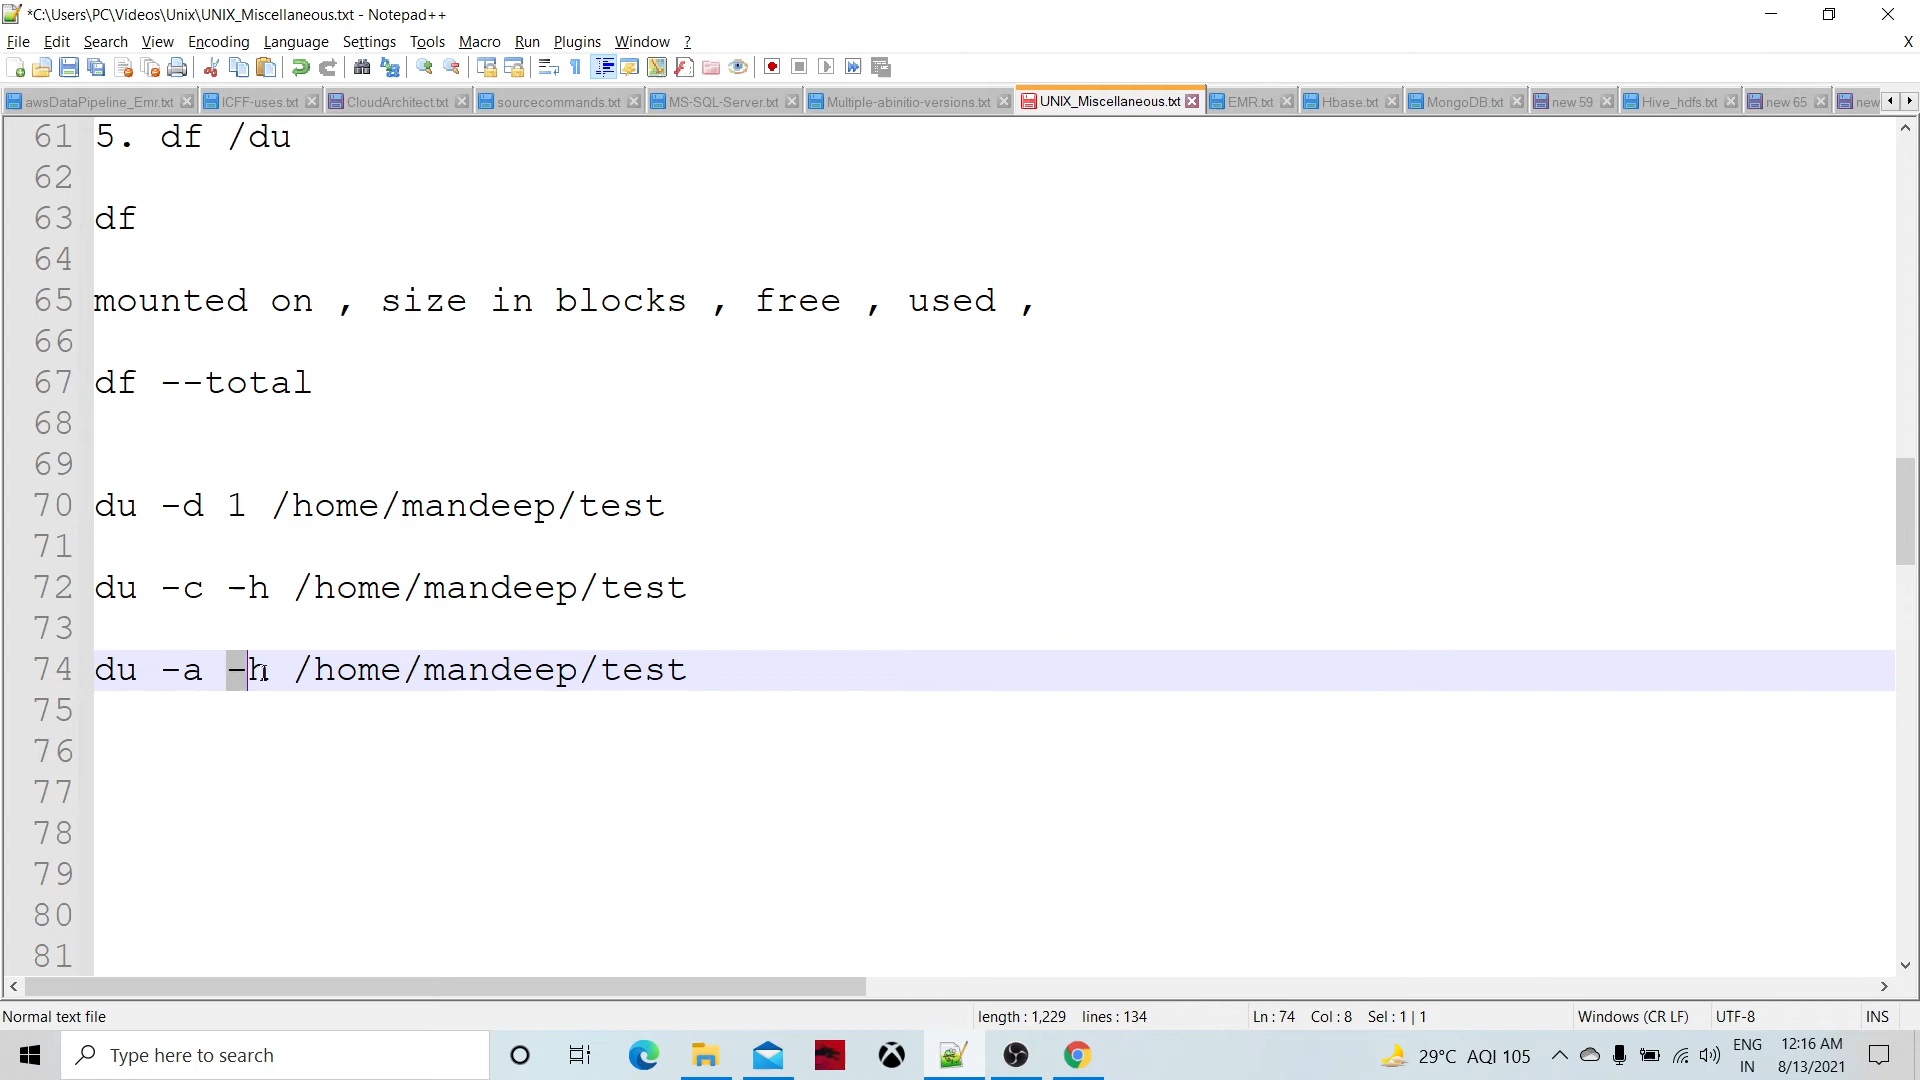 *C:\Users\PC\Videos\Unix\UNIX_Miscellaneous.txt - Notepad++
File Edit Search View Encoding Language Settings Tools Macro Run Plugins Window ? X
awsDataPipeline_Emr.txt ICFF-uses.txt CloudArchitect.txt sourcecommands.txt MS-SQL-Server.txt Multiple-abinitio-versions.txt UNIX_Miscellaneous.txt EMR.txt Hbase.txt MongoDB.txt new 59 Hive_hdfs.txt new 65 new
61 5. df /du
62
63 df
64
65 mounted on , size in blocks , free , used ,
66
67 df --total
68
69
70 du -d 1 /home/mandeep/test
71
72 du -c -h /home/mandeep/test
73
74 du -a -h /home/mandeep/test
75
76
77
78
79
80
81
Normal text file length : 1,229 lines : 134 Ln : 74 Col : 8 Sel : 1 | 1 Windows (CR LF) UTF-8 INS
Type here to search 29°C AQI 105 ENG IN 12:16 AM 8/13/2021